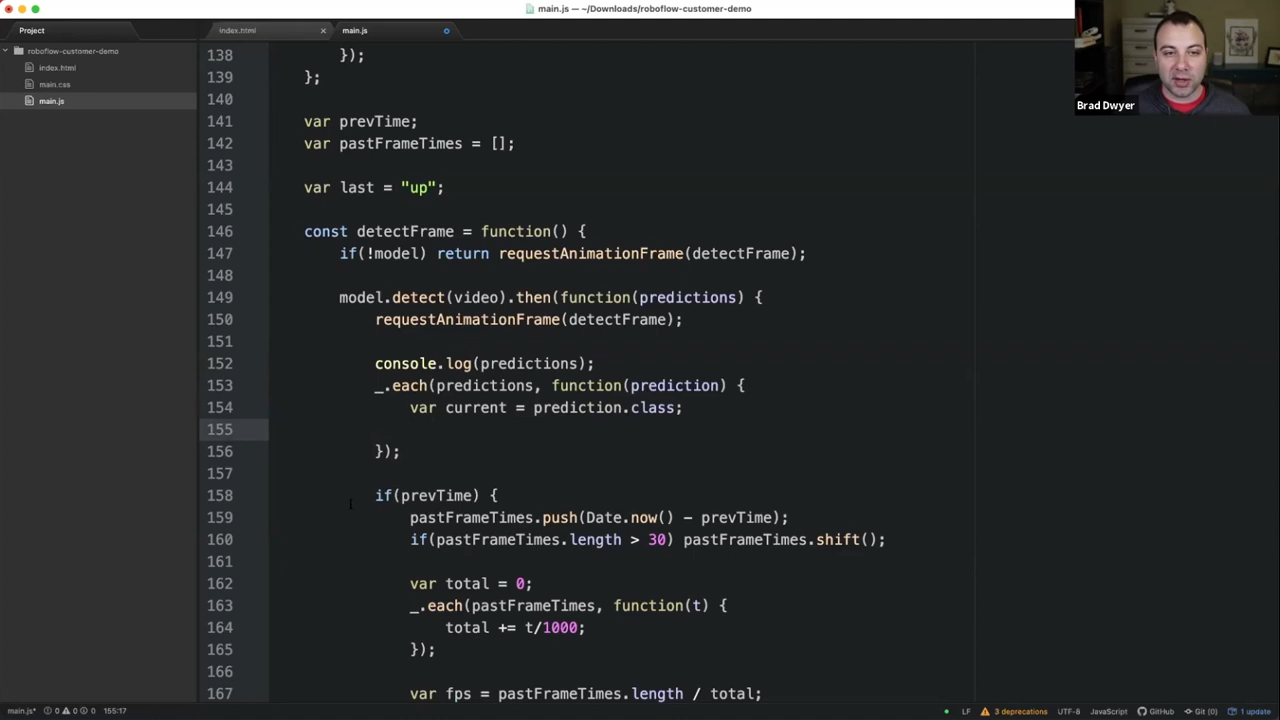 main.js — ~/Downloads/roboflow-customer-demo
Project
index.html
main.js
roboflow-customer-demo
index.html
main.css
main.js
Brad Dwyer
138 });
139 };
140
141 var prevTime;
142 var pastFrameTimes = [];
143
144 var last = "up";
145
146 const detectFrame = function() {
147 if(!model) return requestAnimationFrame(detectFrame);
148
149 model.detect(video).then(function(predictions) {
150 requestAnimationFrame(detectFrame);
151
152 console.log(predictions);
153 _.each(predictions, function(prediction) {
154 var current = prediction.class;
155
156 });
157
158 if(prevTime) {
159 pastFrameTimes.push(Date.now() - prevTime);
160 if(pastFrameTimes.length > 30) pastFrameTimes.shift();
161
162 var total = 0;
163 _.each(pastFrameTimes, function(t) {
164 total += t/1000;
165 });
166
167 var fps = pastFrameTimes.length / total;
main.js* 0 0 0 155:17 LF 3 deprecations UTF-8 JavaScript GitHub Git (0) 1 update